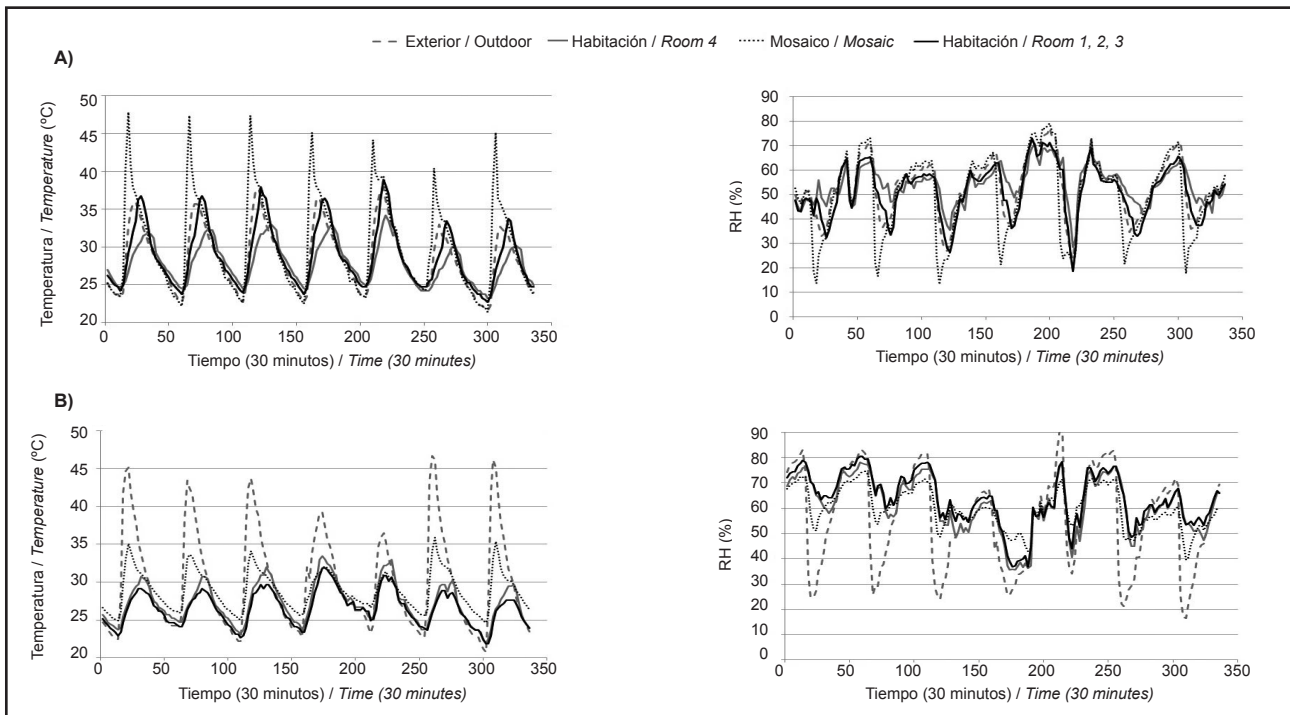 Exterior / Outdoor Habitación / Room 4 Mosaico / Mosaic Habitación / Room 1, 2, 3
A)
Temperatura / Temperature (ºC)
50
45
40
35
30
25
20
0 50 100 150 200 250 300 350
Tiempo (30 minutos) / Time (30 minutes)
RH (%)
90
80
70
60
50
40
30
20
10
0
0 50 100 150 200 250 300 350
Tiempo (30 minutos) / Time (30 minutes)
B)
Temperatura / Temperature (ºC)
50
45
40
35
30
25
20
0 50 100 150 200 250 300 350
Tiempo (30 minutos) / Time (30 minutes)
RH (%)
90
80
70
60
50
40
30
20
10
0
0 50 100 150 200 250 300 350
Tiempo (30 minutos) / Time (30 minutes)